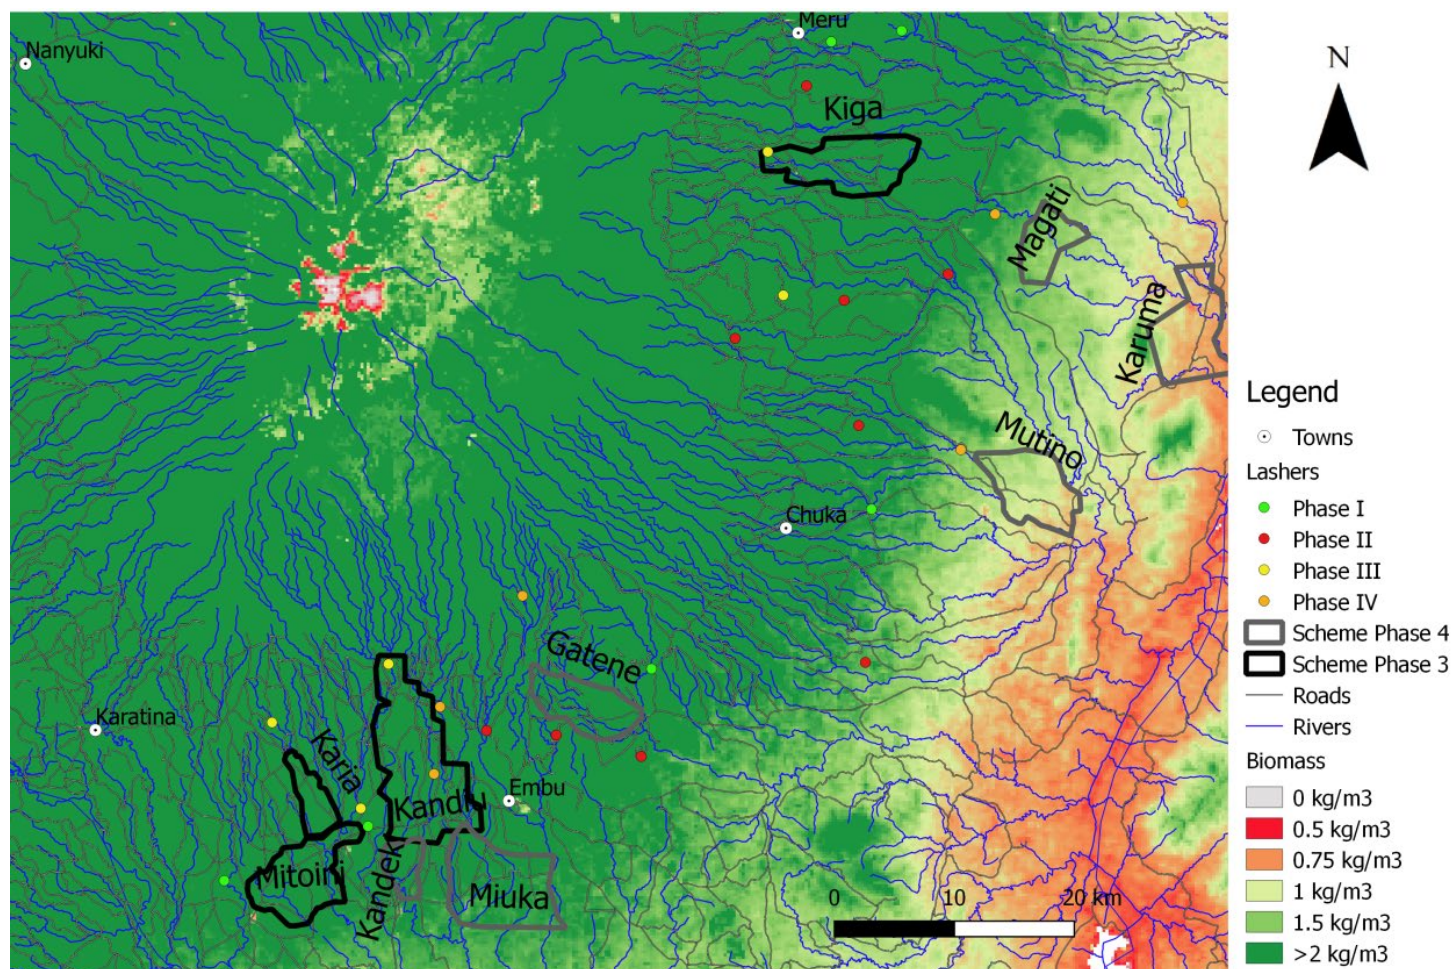 Nanyuki
Meru
Kiga
Magati
Karuma
Mutino
Chuka
Gatene
Karatina
Karia
Kandiu
Embu
Mitoini
Kandeki
Miuka
0 10 20 km
N
Legend
Towns
Lashers
Phase I
Phase II
Phase III
Phase IV
Scheme Phase 4
Scheme Phase 3
Roads
Rivers
Biomass
0 kg/m3
0.5 kg/m3
0.75 kg/m3
1 kg/m3
1.5 kg/m3
>2 kg/m3